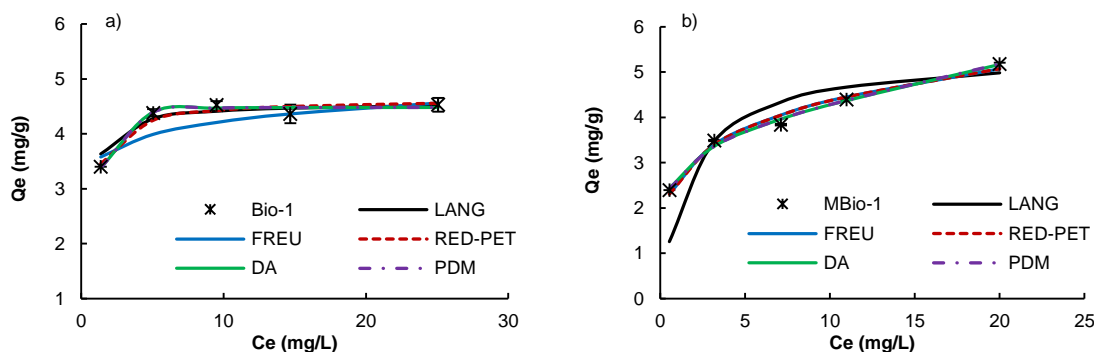 a)
6
5
4
3
2
1
Qe (mg/g)
Bio-1 LANG
FREU RED-PET
DA PDM
0 10 20 30
Ce (mg/L)
b)
6
5
4
3
2
1
0
Qe (mg/g)
MBio-1 LANG
FREU RED-PET
DA PDM
0 5 10 15 20 25
Ce (mg/L)